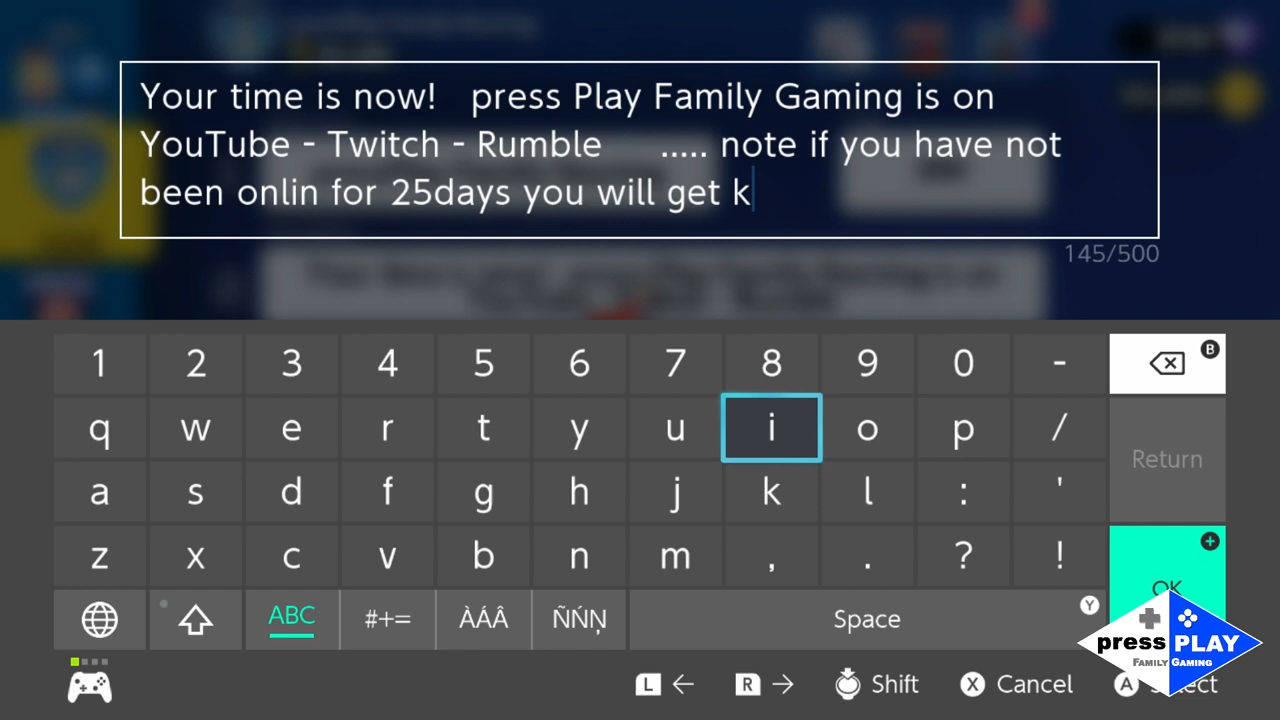 Your time is now! press Play Family Gaming is on
YouTube - Twitch - Rumble ..... note if you have not
been onlin for 25days you will get k
145/500
1 2 3 4 5 6 7 8 9 0 - B
q w e r t y u i o p /
Return
a s d f g h j k l : '
z x c v b n m , . ? !
+
OK
ABC #+= ÀÁÂ ÑŃŅ Space Y
L ← R → Shift X Cancel A Select
press PLAY
FAMILY GAMING